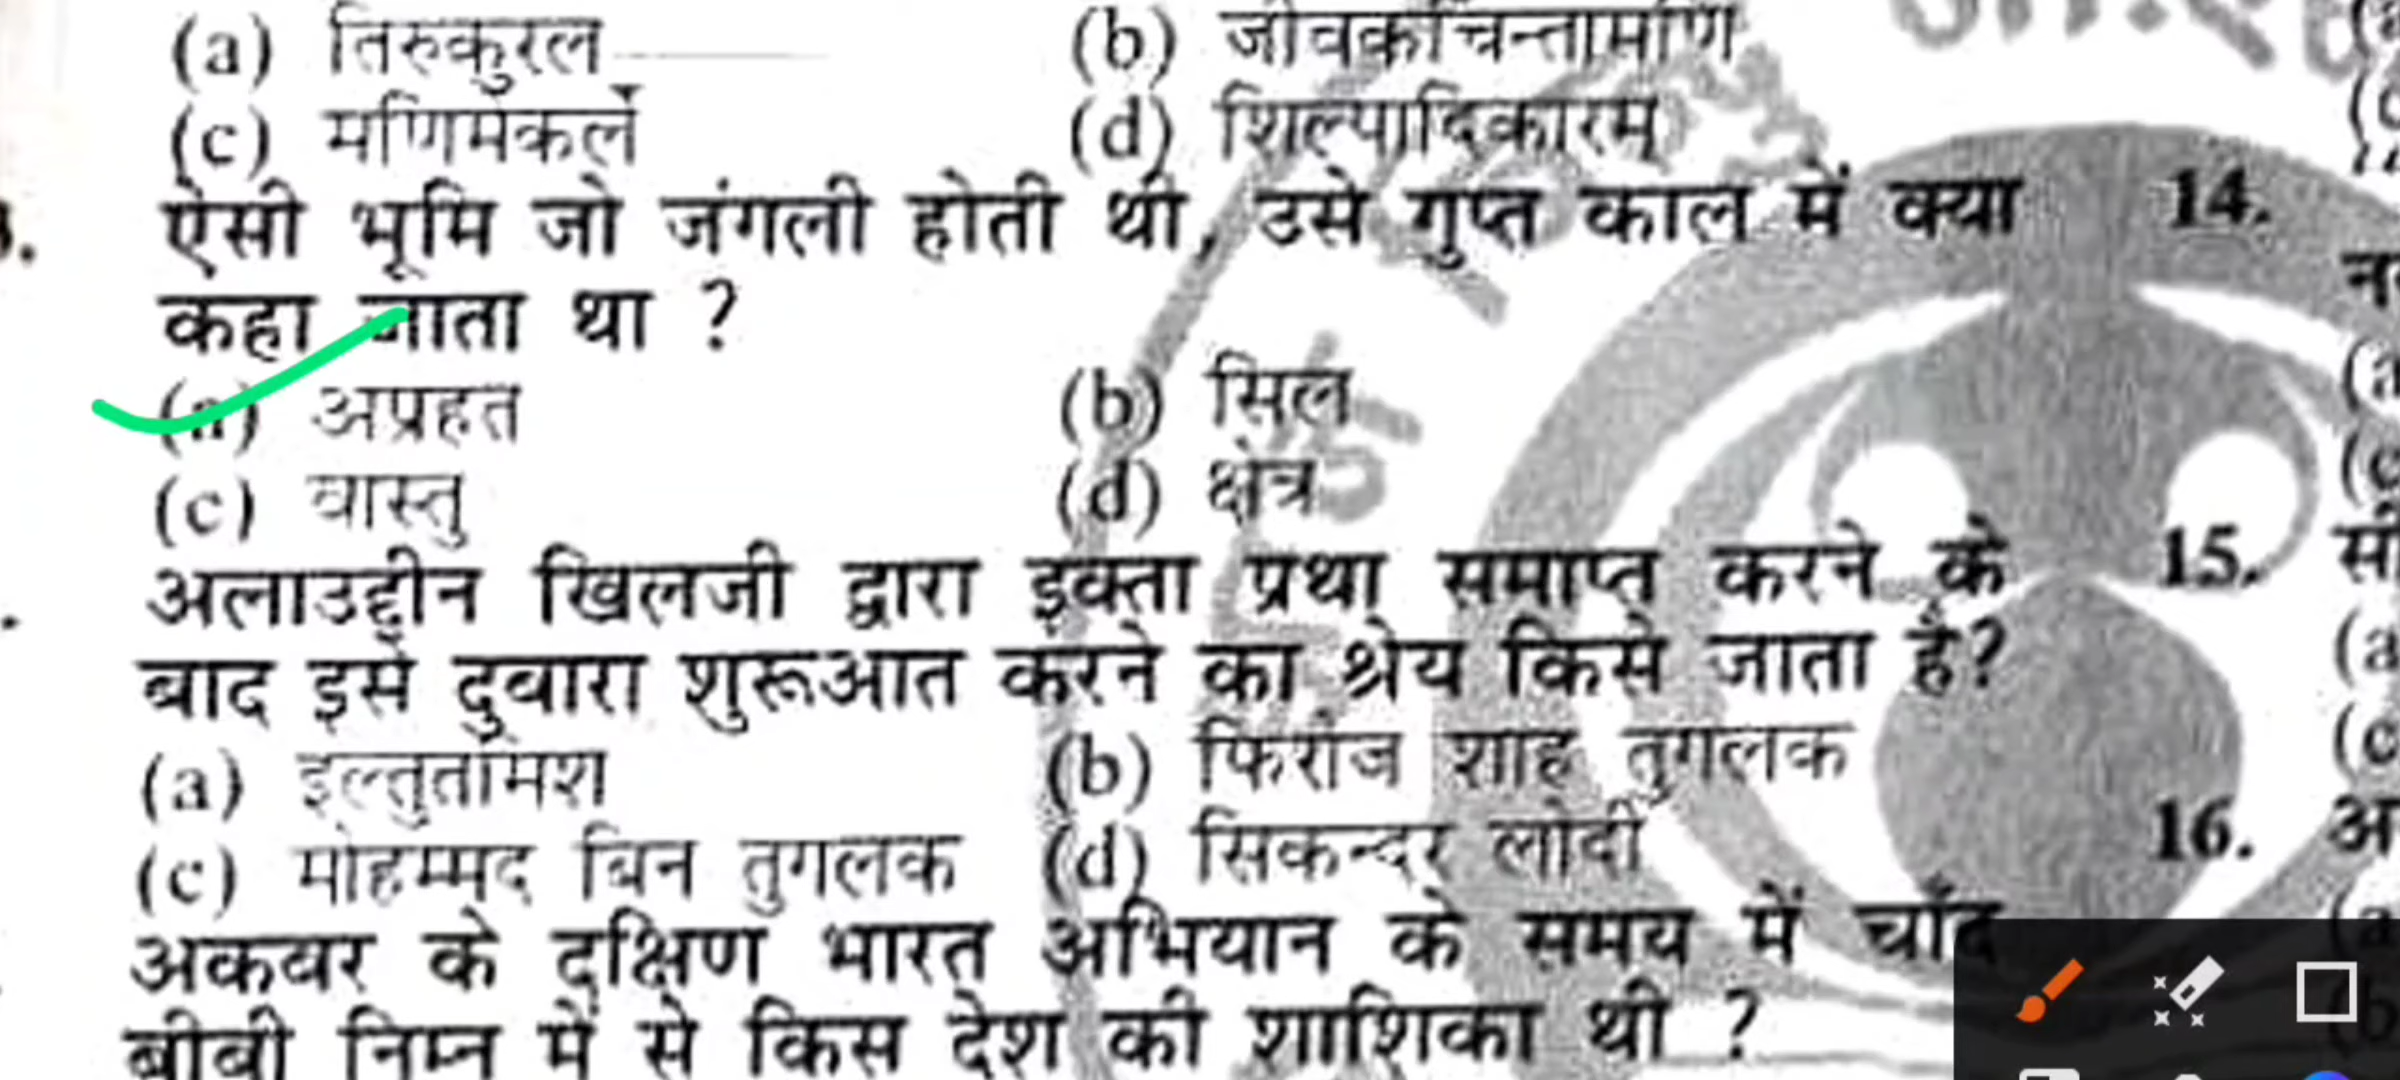 (a) तिरुकुरल (b) जीवकचिन्तामणि
(c) मणिमेकलै (d) शिल्पादिकारम्
ऐसी भूमि जो जंगली होती थी, उसे गुप्त काल में क्या
कहा जाता था ?
(a) अप्रहत (b) सिल
(c) वास्तु (d) क्षेत्र
अलाउद्दीन खिलजी द्वारा इक्ता प्रथा समाप्त करने के
बाद इसे दुबारा शुरूआत करने का श्रेय किसे जाता है?
(a) इल्तुतमिश (b) फिरोज शाह तुगलक
(c) मोहम्मद बिन तुगलक (d) सिकन्दर लोदी
अकबर के दक्षिण भारत अभियान के समय में चाँद
बीबी निम्न में से किस देश की शाशिका थी ?
14.
15.
16.